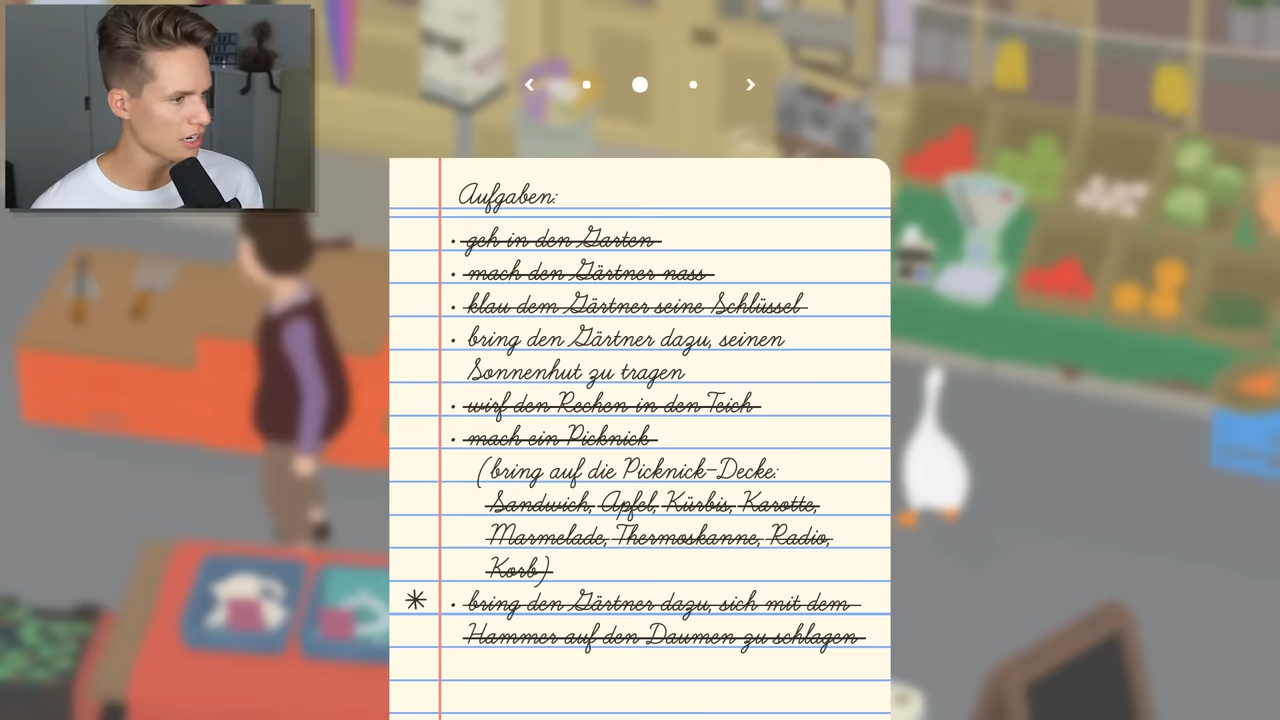 Aufgaben:
• geh in den Garten
• mach den Gärtner nass
• klau dem Gärtner seine Schlüssel
• bring den Gärtner dazu, seinen
Sonnenhut zu tragen
• wirf den Rechen in den Teich
• mach ein Picknick
(bring auf die Picknick-Decke:
Sandwich, Apfel, Kürbis, Karotte,
Marmelade, Thermoskanne, Radio,
Korb)
• bring den Gärtner dazu, sich mit dem
Hammer auf den Daumen zu schlagen